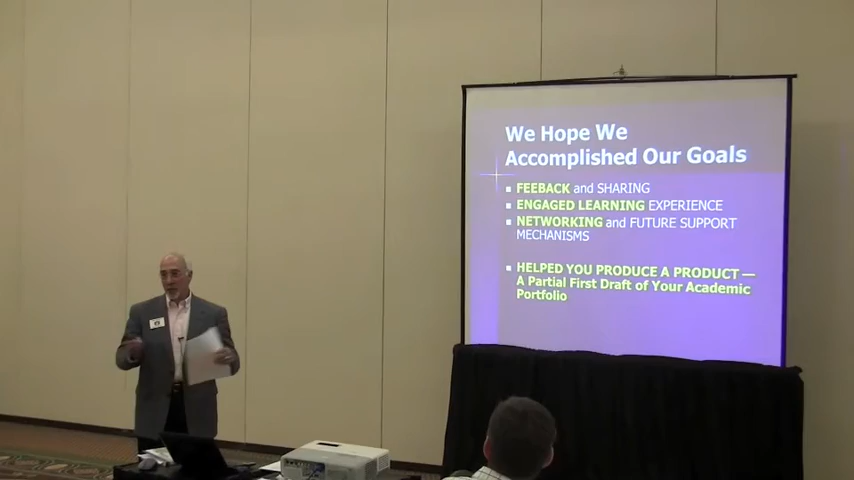 We Hope We
Accomplished Our Goals
FEEBACK and SHARING
ENGAGED LEARNING EXPERIENCE
NETWORKING and FUTURE SUPPORT
MECHANISMS
HELPED YOU PRODUCE A PRODUCT—
A Partial First Draft of Your Academic
Portfolio